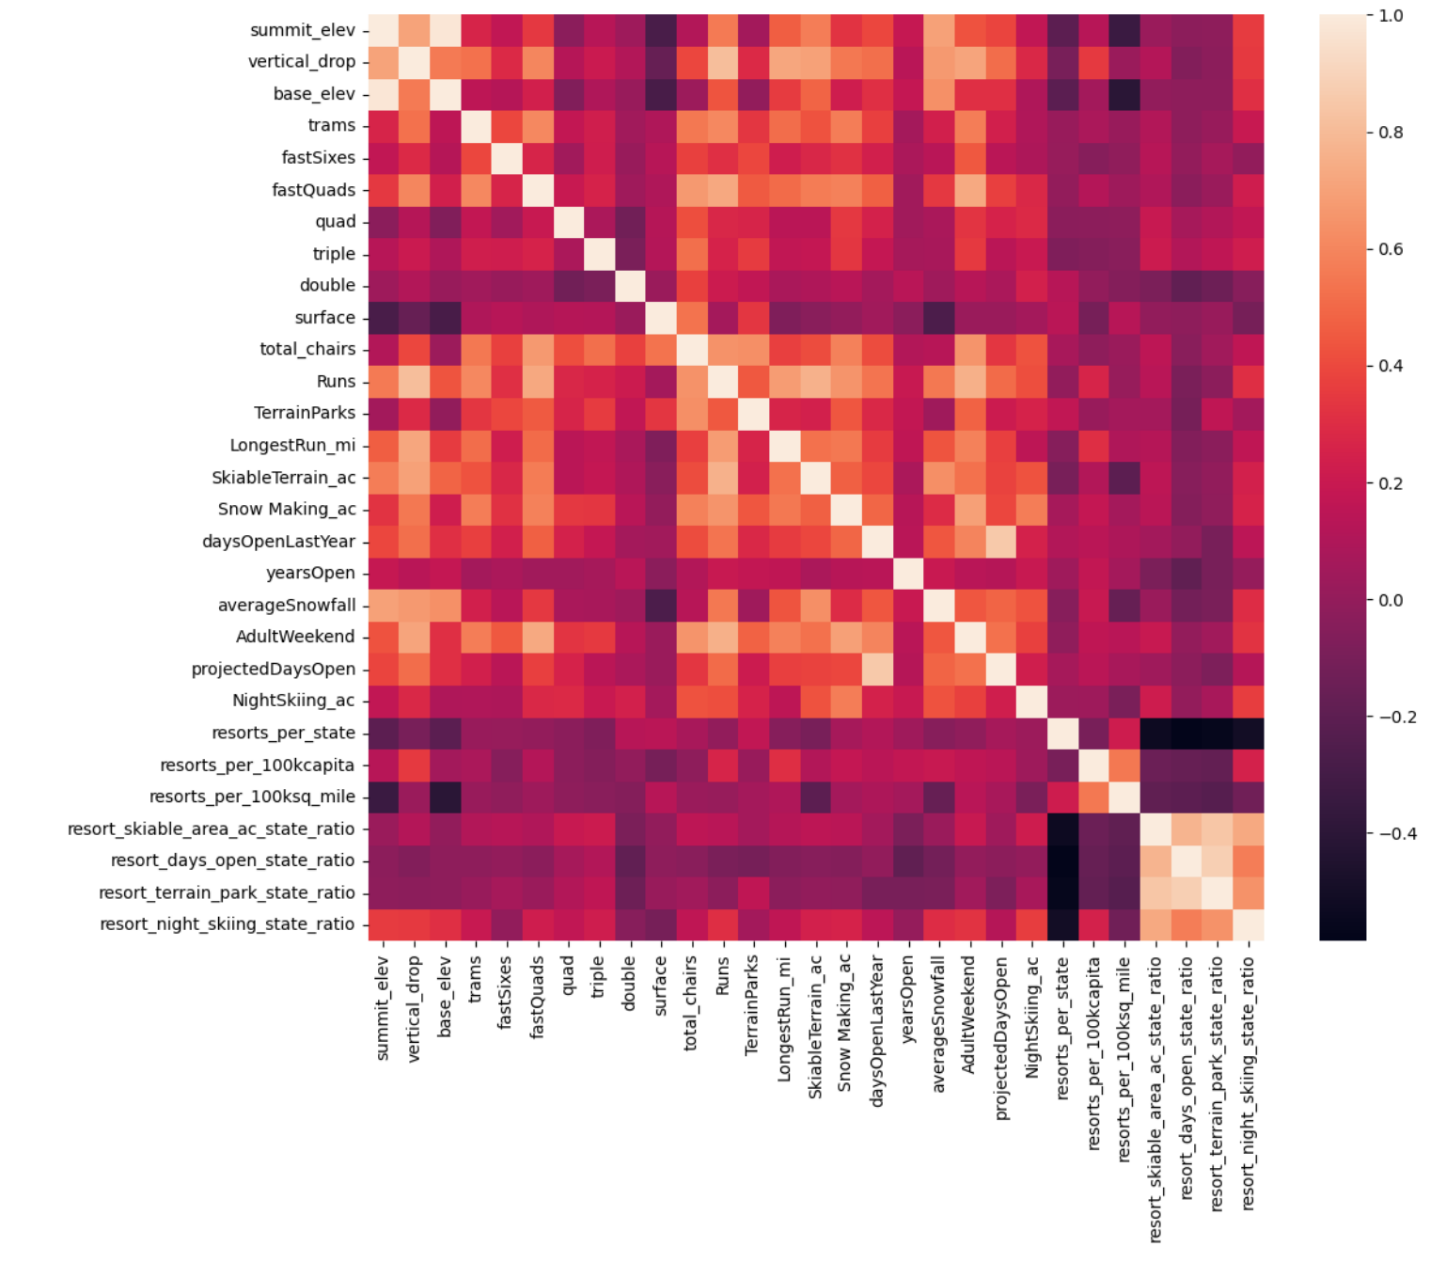 summit_elev
vertical_drop
base_elev
trams
fastSixes
fastQuads
quad
triple
double
surface
total_chairs
Runs
TerrainParks
LongestRun_mi
SkiableTerrain_ac
Snow Making_ac
daysOpenLastYear
yearsOpen
averageSnowfall
AdultWeekend
projectedDaysOpen
NightSkiing_ac
resorts_per_state
resorts_per_100kcapita
resorts_per_100ksq_mile
resort_skiable_area_ac_state_ratio
resort_days_open_state_ratio
resort_terrain_park_state_ratio
resort_night_skiing_state_ratio
summit_elev
vertical_drop
base_elev
trams
fastSixes
fastQuads
quad
triple
double
surface
total_chairs
Runs
TerrainParks
LongestRun_mi
SkiableTerrain_ac
Snow Making_ac
daysOpenLastYear
yearsOpen
averageSnowfall
AdultWeekend
projectedDaysOpen
NightSkiing_ac
resorts_per_state
resorts_per_100kcapita
resorts_per_100ksq_mile
resort_skiable_area_ac_state_ratio
resort_days_open_state_ratio
resort_terrain_park_state_ratio
resort_night_skiing_state_ratio
1.0
0.8
0.6
0.4
0.2
0.0
−0.2
−0.4